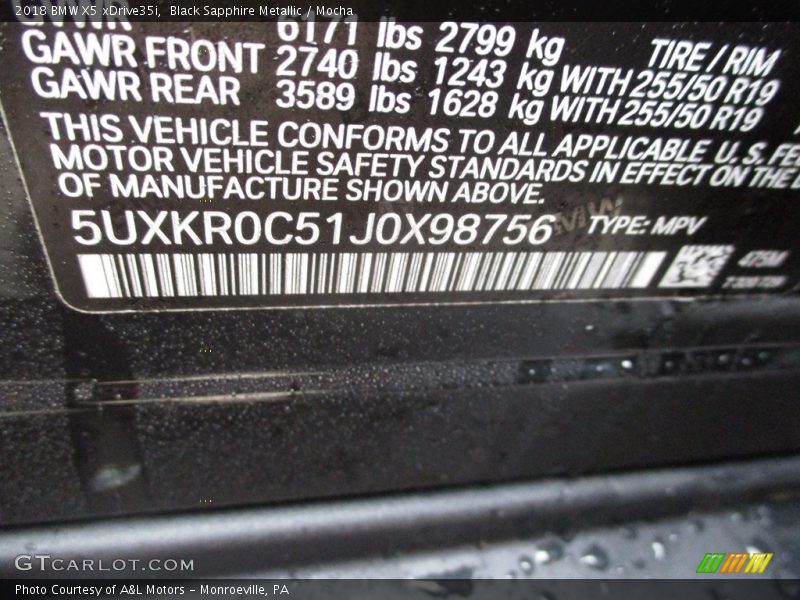 2018 BMW X5 xDrive35i, Black Sapphire Metallic / Mocha
GVWR 6171 lbs 2799 kg
TIRE / RIM
GAWR FRONT 2740 lbs 1243 kg WITH 255/50 R19
GAWR REAR 3589 lbs 1628 kg WITH 255/50 R19
THIS VEHICLE CONFORMS TO ALL APPLICABLE U. S. FE
MOTOR VEHICLE SAFETY STANDARDS IN EFFECT ON THE
OF MANUFACTURE SHOWN ABOVE.
5UXKR0C51J0X98756 TYPE: MPV
475M
GTCARLOT.COM
Photo Courtesy of A&L Motors - Monroeville, PA